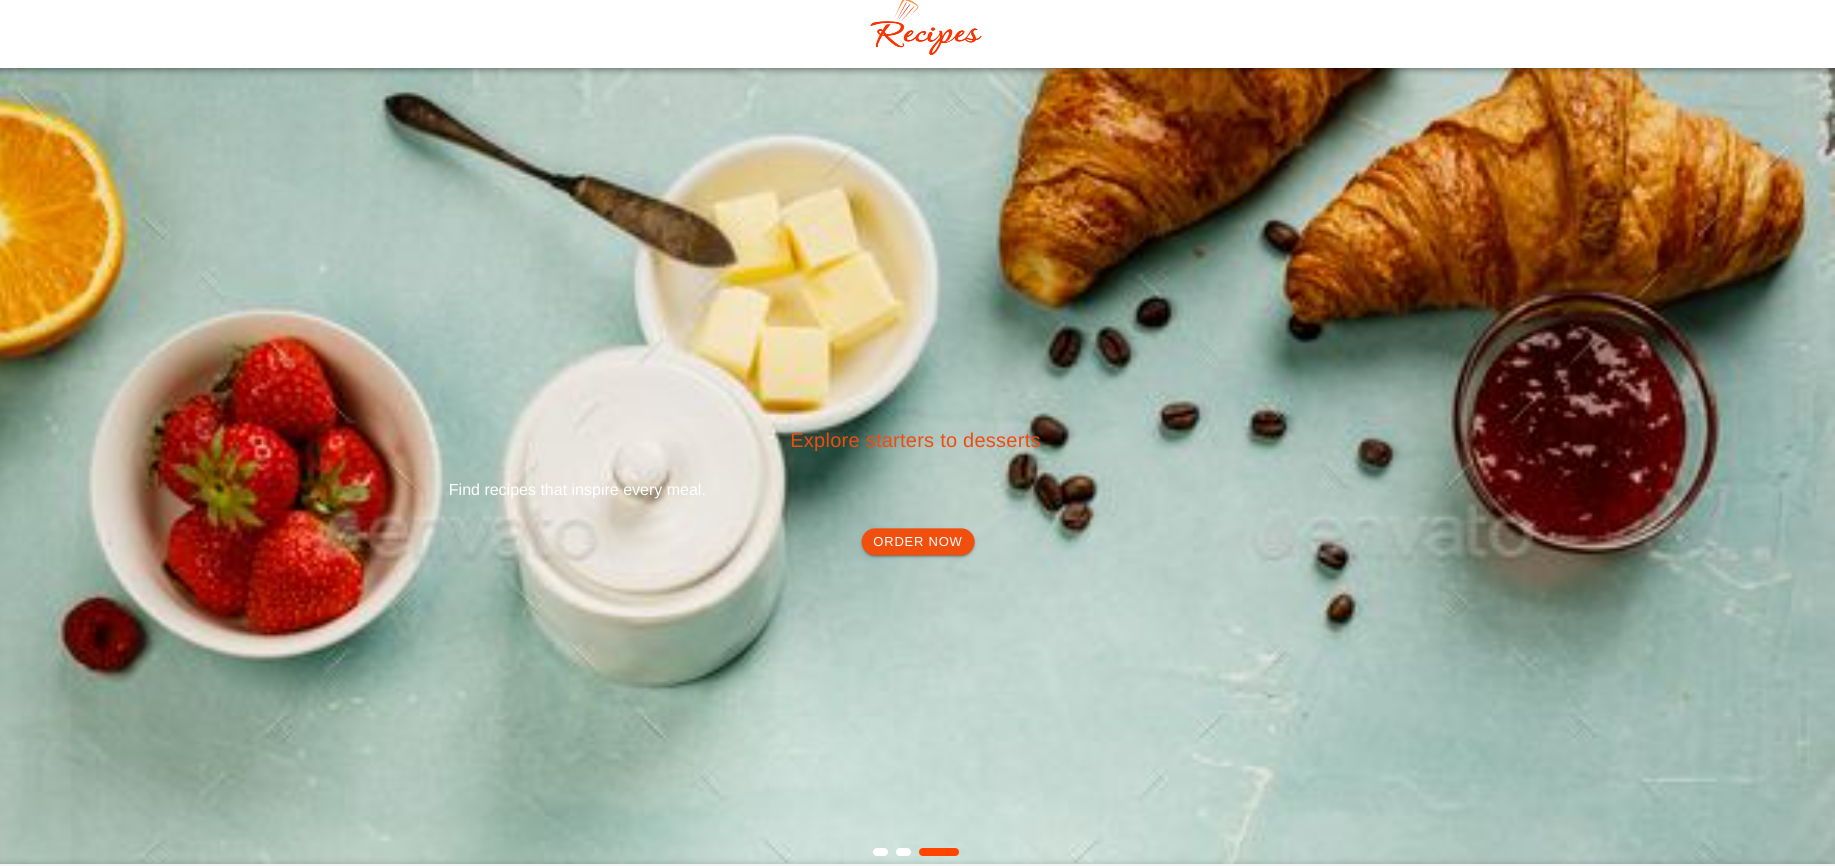 Recipes
Explore starters to desserts
Find recipes that inspire every meal.
envato
envato
ORDER NOW